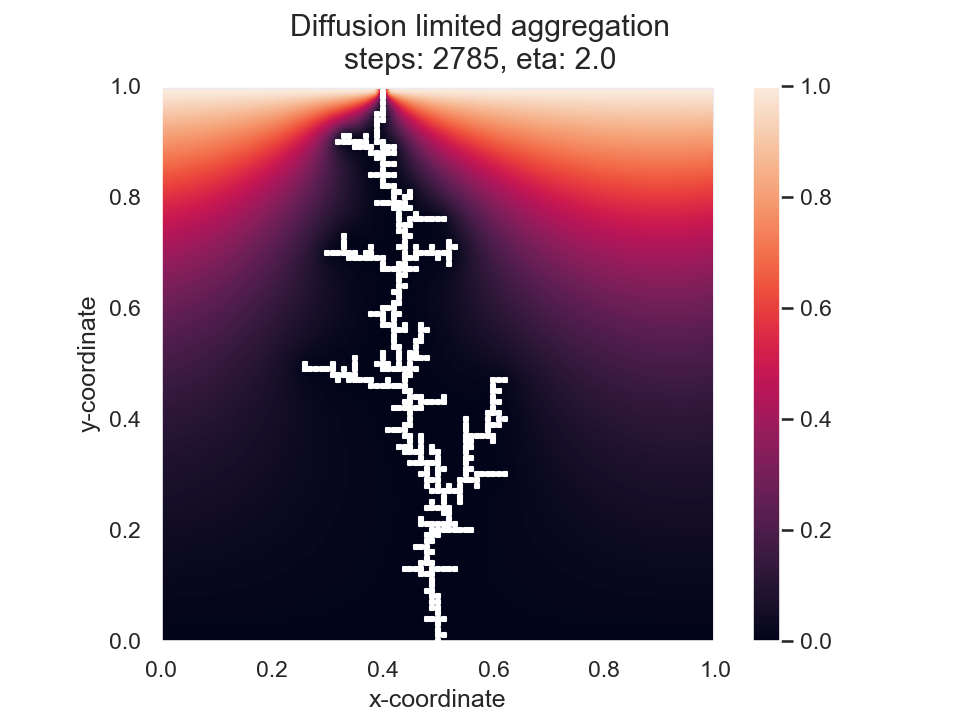 Diffusion limited aggregation
steps: 2785, eta: 2.0
1.0
0.8
0.6
0.4
0.2
0.0
y-coordinate
0.0 0.2 0.4 0.6 0.8 1.0
x-coordinate
1.0
0.8
0.6
0.4
0.2
0.0